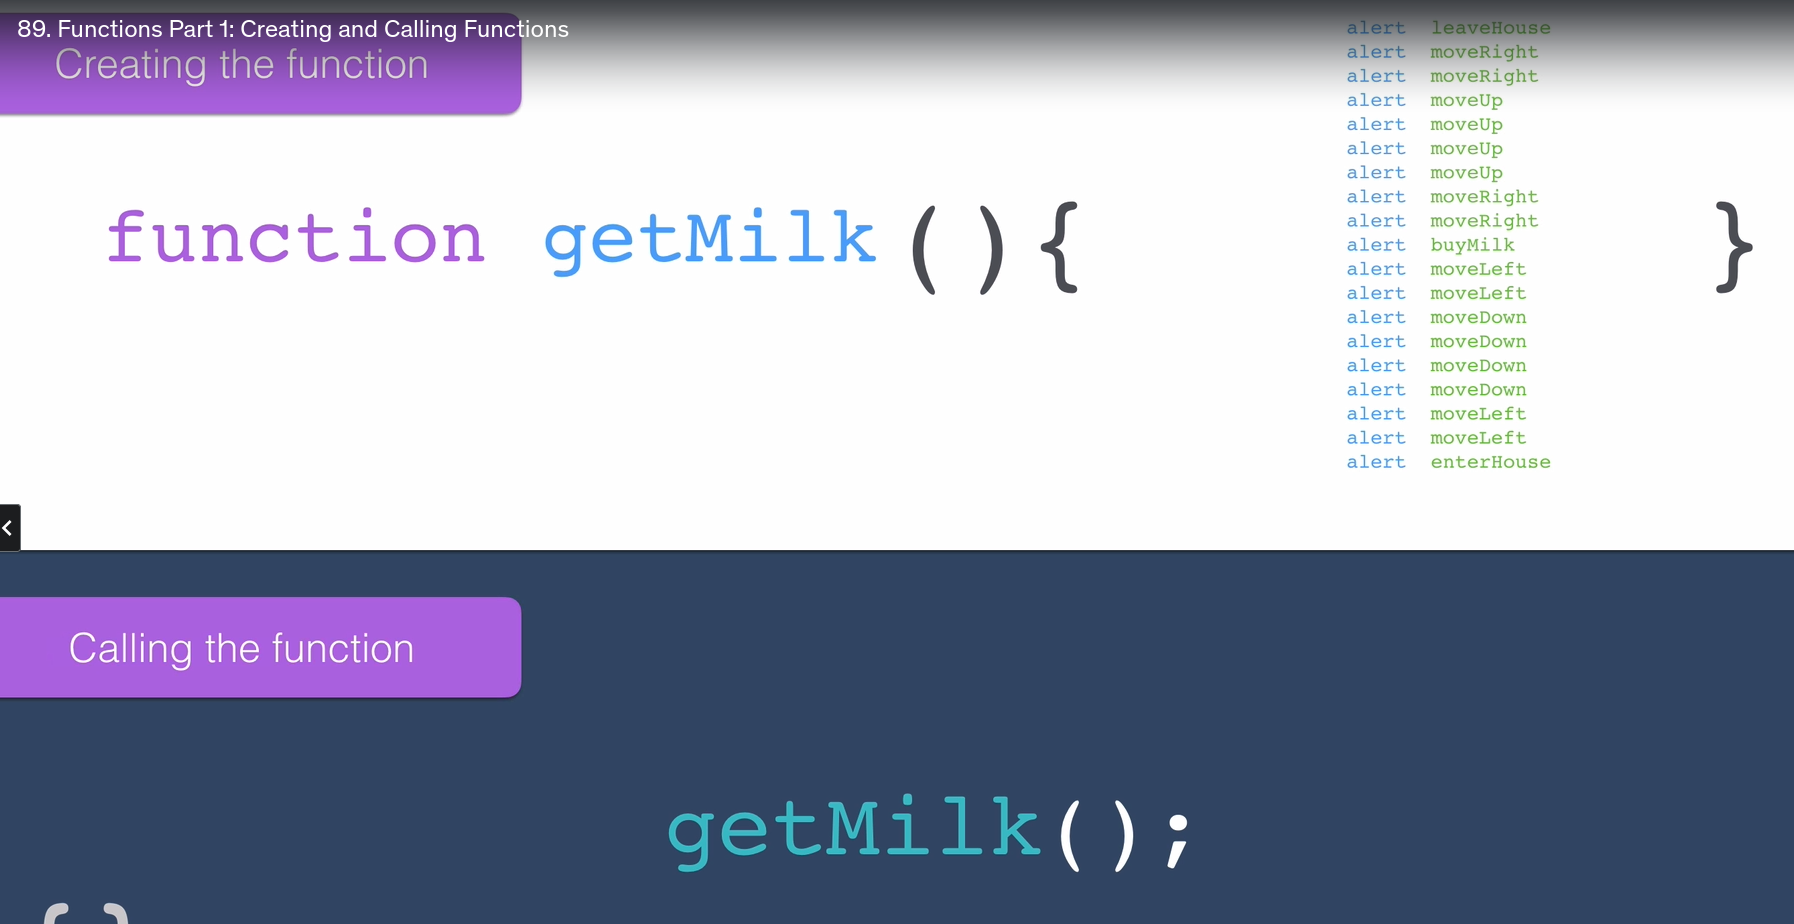 89. Functions Part 1: Creating and Calling Functions
Creating the function
function getMilk(){
alert leaveHouse
alert moveRight
alert moveRight
alert moveUp
alert moveUp
alert moveUp
alert moveUp
alert moveRight
alert moveRight
alert buyMilk
alert moveLeft
alert moveLeft
alert moveDown
alert moveDown
alert moveDown
alert moveDown
alert moveLeft
alert moveLeft
alert enterHouse
}
Calling the function
getMilk();